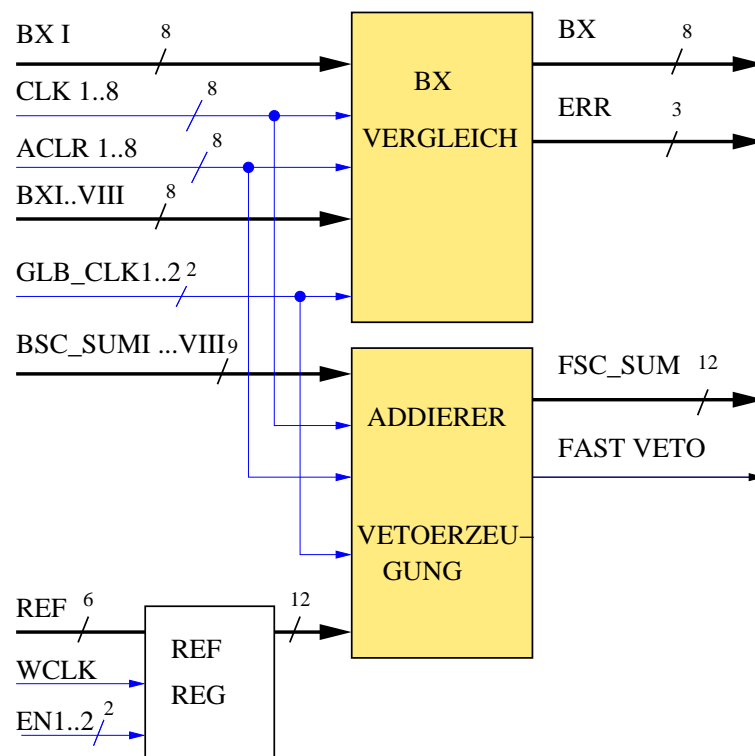 BX I
8
BX
8
CLK 1..8
8
BX
VERGLEICH
ERR
3
ACLR 1..8
8
BXI..VIII
8
GLB_CLK1..2
2
BSC_SUMI ...VIII
9
FSC_SUM
12
ADDIERER
FAST VETO
VETOERZEU–
GUNG
REF
6
12
REF
REG
WCLK
EN1..2
2